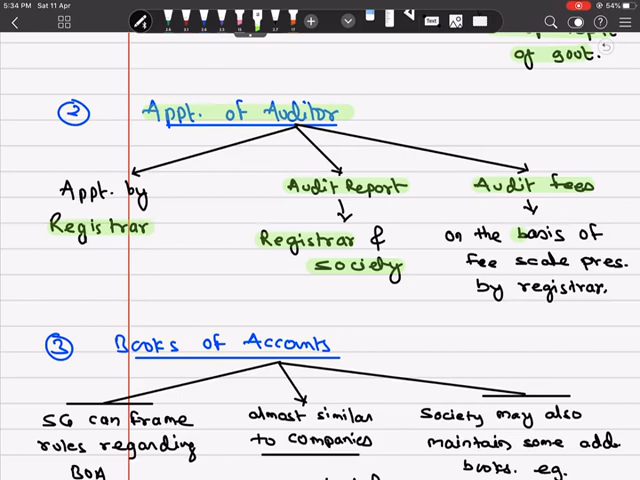 5:34 PM Sat 11 Apr
54%
of govt.
② Appt. of Auditor
Appt. by
Registrar
Audit Report
Registrar &
society
Audit fees
on the basis of
fee scale pres.
by registrar.
③ Books of Accounts
SG can frame
rules regarding
BOA
almost similar
to companies
Society may also
maintain some add.
books. eg.